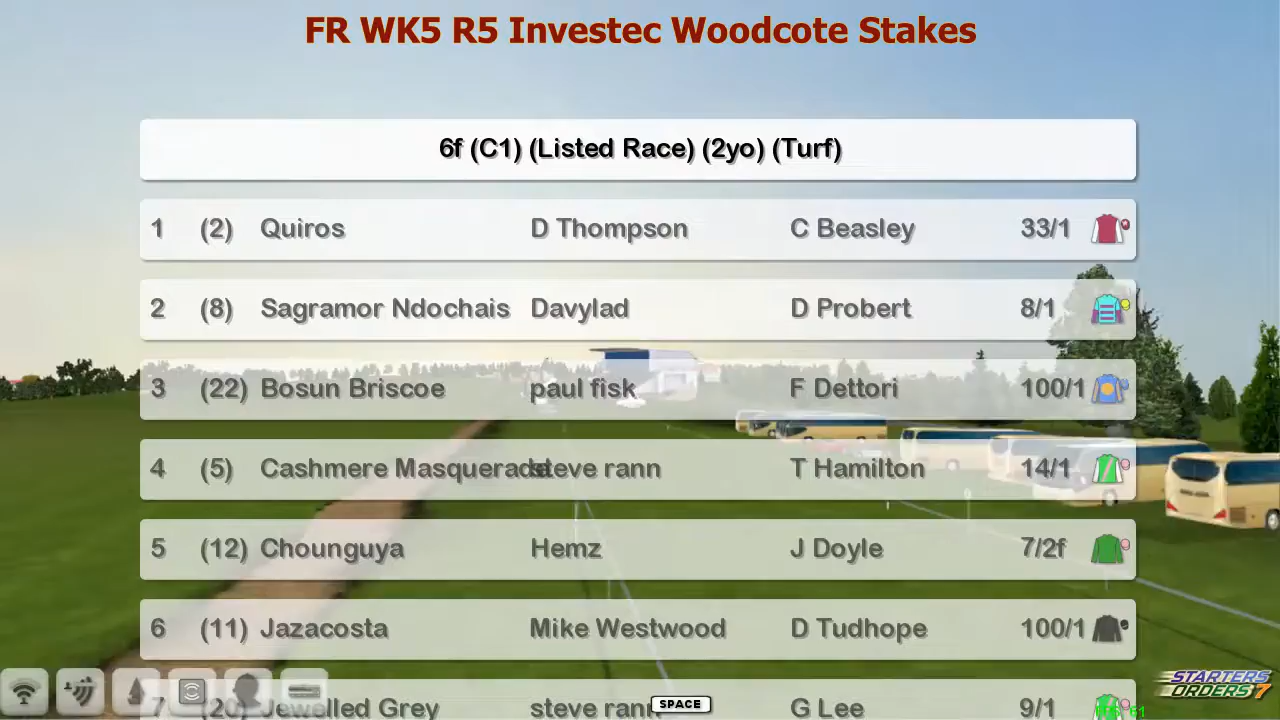 FR WK5 R5 Investec Woodcote Stakes
6f (C1) (Listed Race) (2yo) (Turf)
1 (2) Quiros D Thompson C Beasley 33/1
2 (8) Sagramor Ndochais Davylad D Probert 8/1
3 (22) Bosun Briscoe paul fisk F Dettori 100/1
4 (5) Cashmere Masquerade steve rann T Hamilton 14/1
5 (12) Chounguya Hemz J Doyle 7/2f
6 (11) Jazacosta Mike Westwood D Tudhope 100/1
7 (20) Jewelled Grey steve rann G Lee 9/1
SPACE
STARTERS ORDERS 7